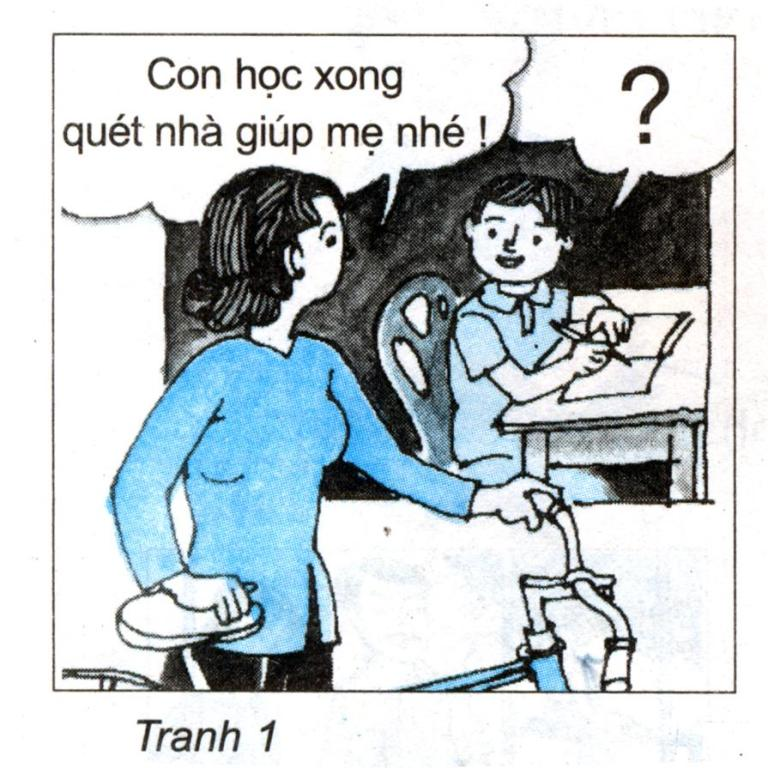 Con học xong
quét nhà giúp mẹ nhé !
?
Tranh 1